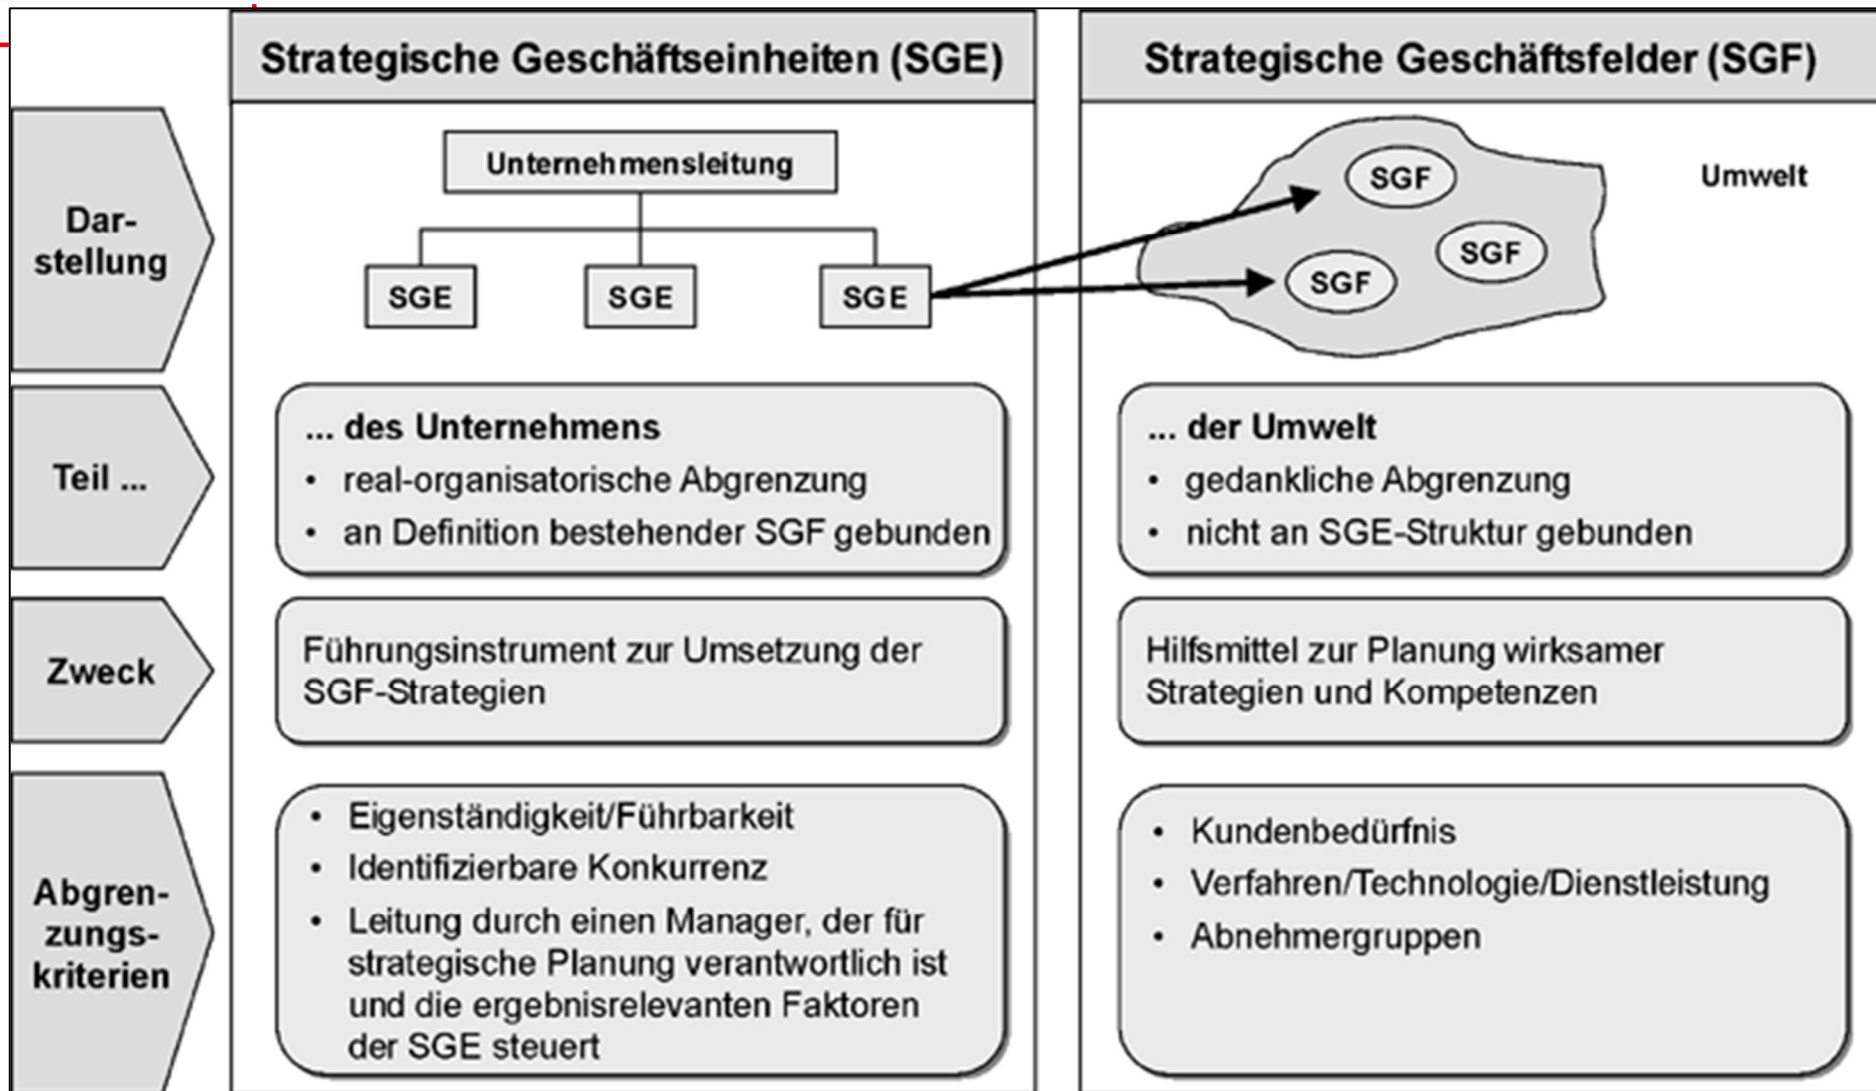 Strategische Geschäftseinheiten (SGE)
Strategische Geschäftsfelder (SGF)
Dar-
stellung
Unternehmensleitung
SGE
SGE
SGE
SGF
SGF
SGF
Umwelt
Teil ...
... des Unternehmens
• real-organisatorische Abgrenzung
• an Definition bestehender SGF gebunden
... der Umwelt
• gedankliche Abgrenzung
• nicht an SGE-Struktur gebunden
Zweck
Führungsinstrument zur Umsetzung der
SGF-Strategien
Hilfsmittel zur Planung wirksamer
Strategien und Kompetenzen
Abgren-
zungs-
kriterien
• Eigenständigkeit/Führbarkeit
• Identifizierbare Konkurrenz
• Leitung durch einen Manager, der für
strategische Planung verantwortlich ist
und die ergebnisrelevanten Faktoren
der SGE steuert
• Kundenbedürfnis
• Verfahren/Technologie/Dienstleistung
• Abnehmergruppen